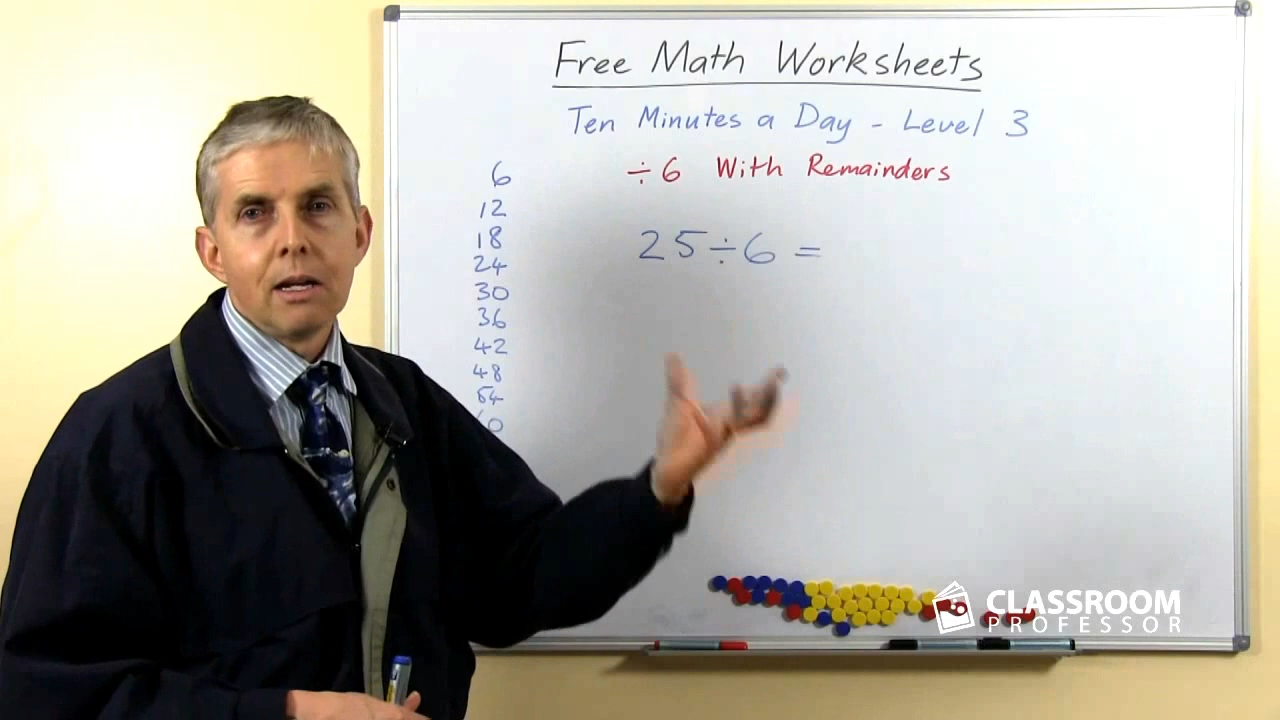 Free Math Worksheets
Ten Minutes a Day - Level 3
÷6 With Remainders
25÷6=
6
12
18
24
30
36
42
48
54
CLASSROOM
PROFESSOR